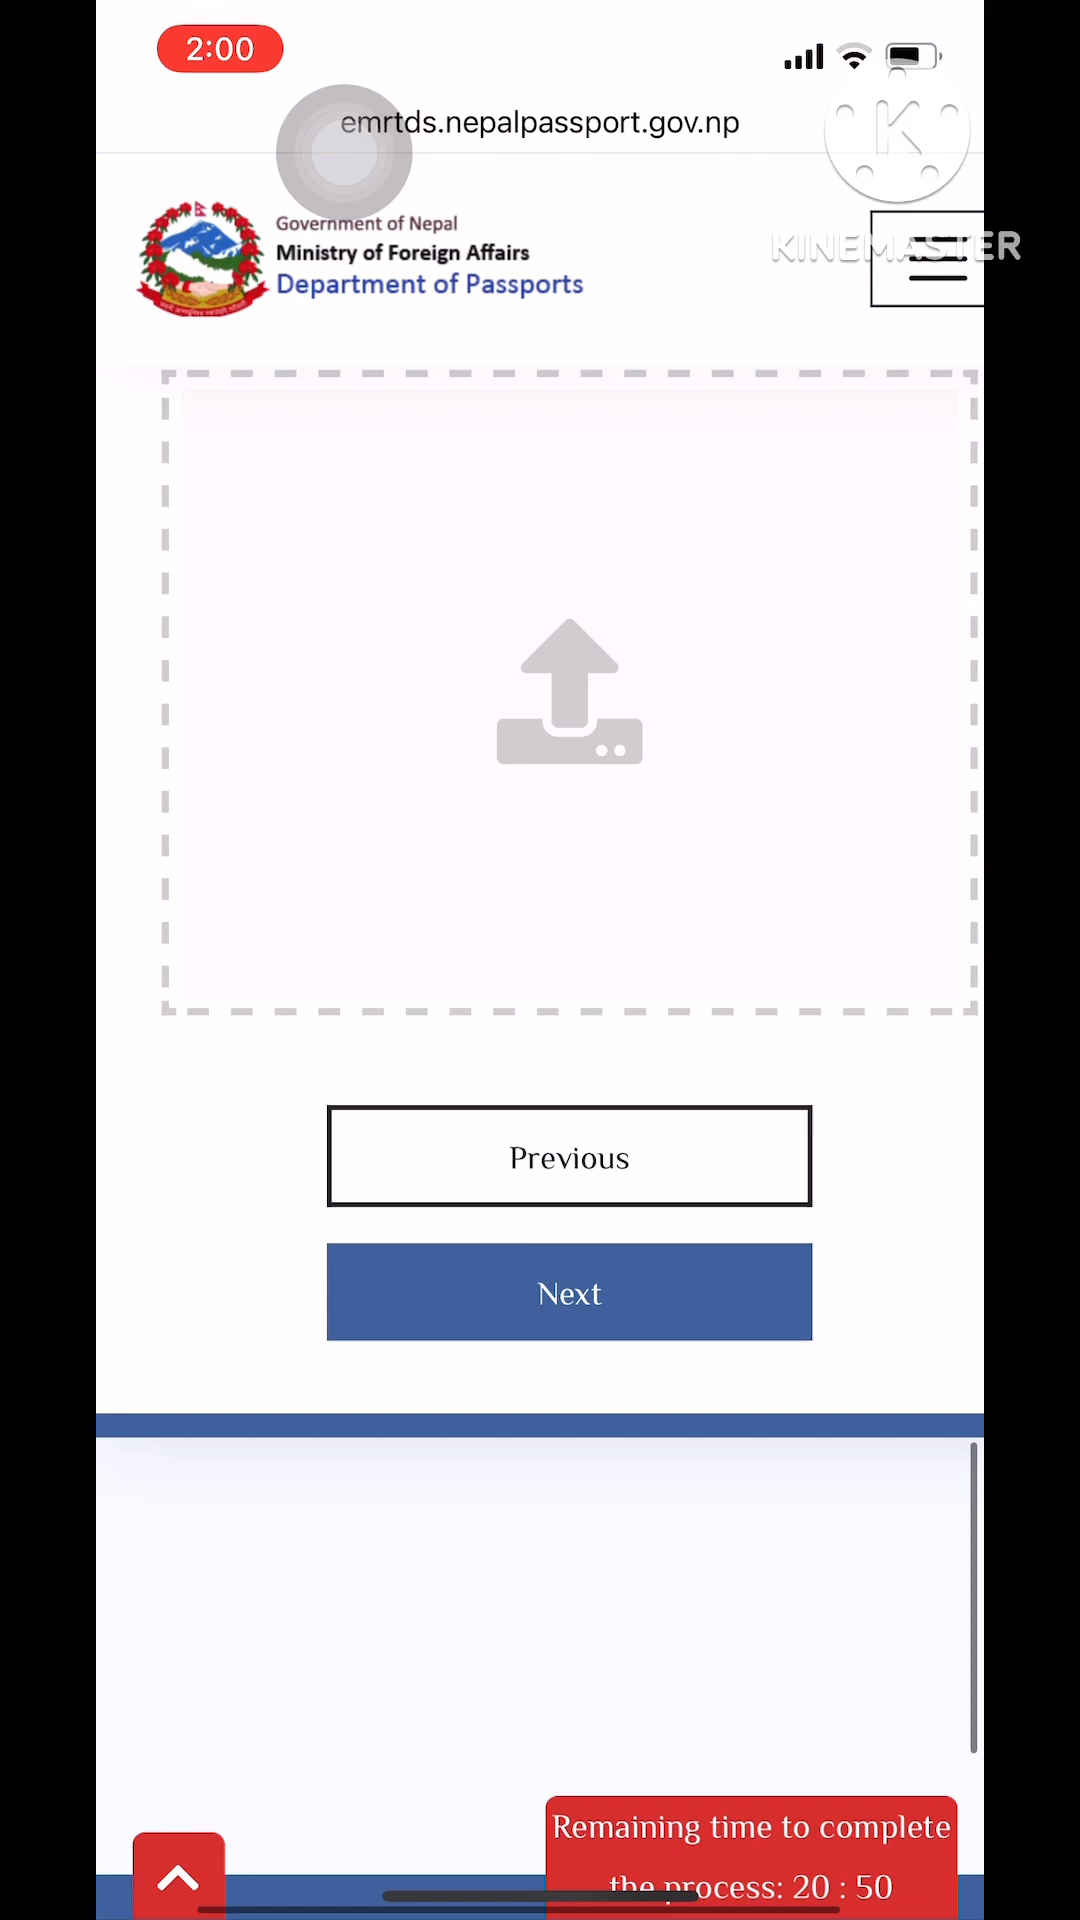 2:00
emrtds.nepalpassport.gov.np
K
KINEMASTER
Government of Nepal
Ministry of Foreign Affairs
Department of Passports
Previous
Next
Remaining time to complete
the process: 20 : 50